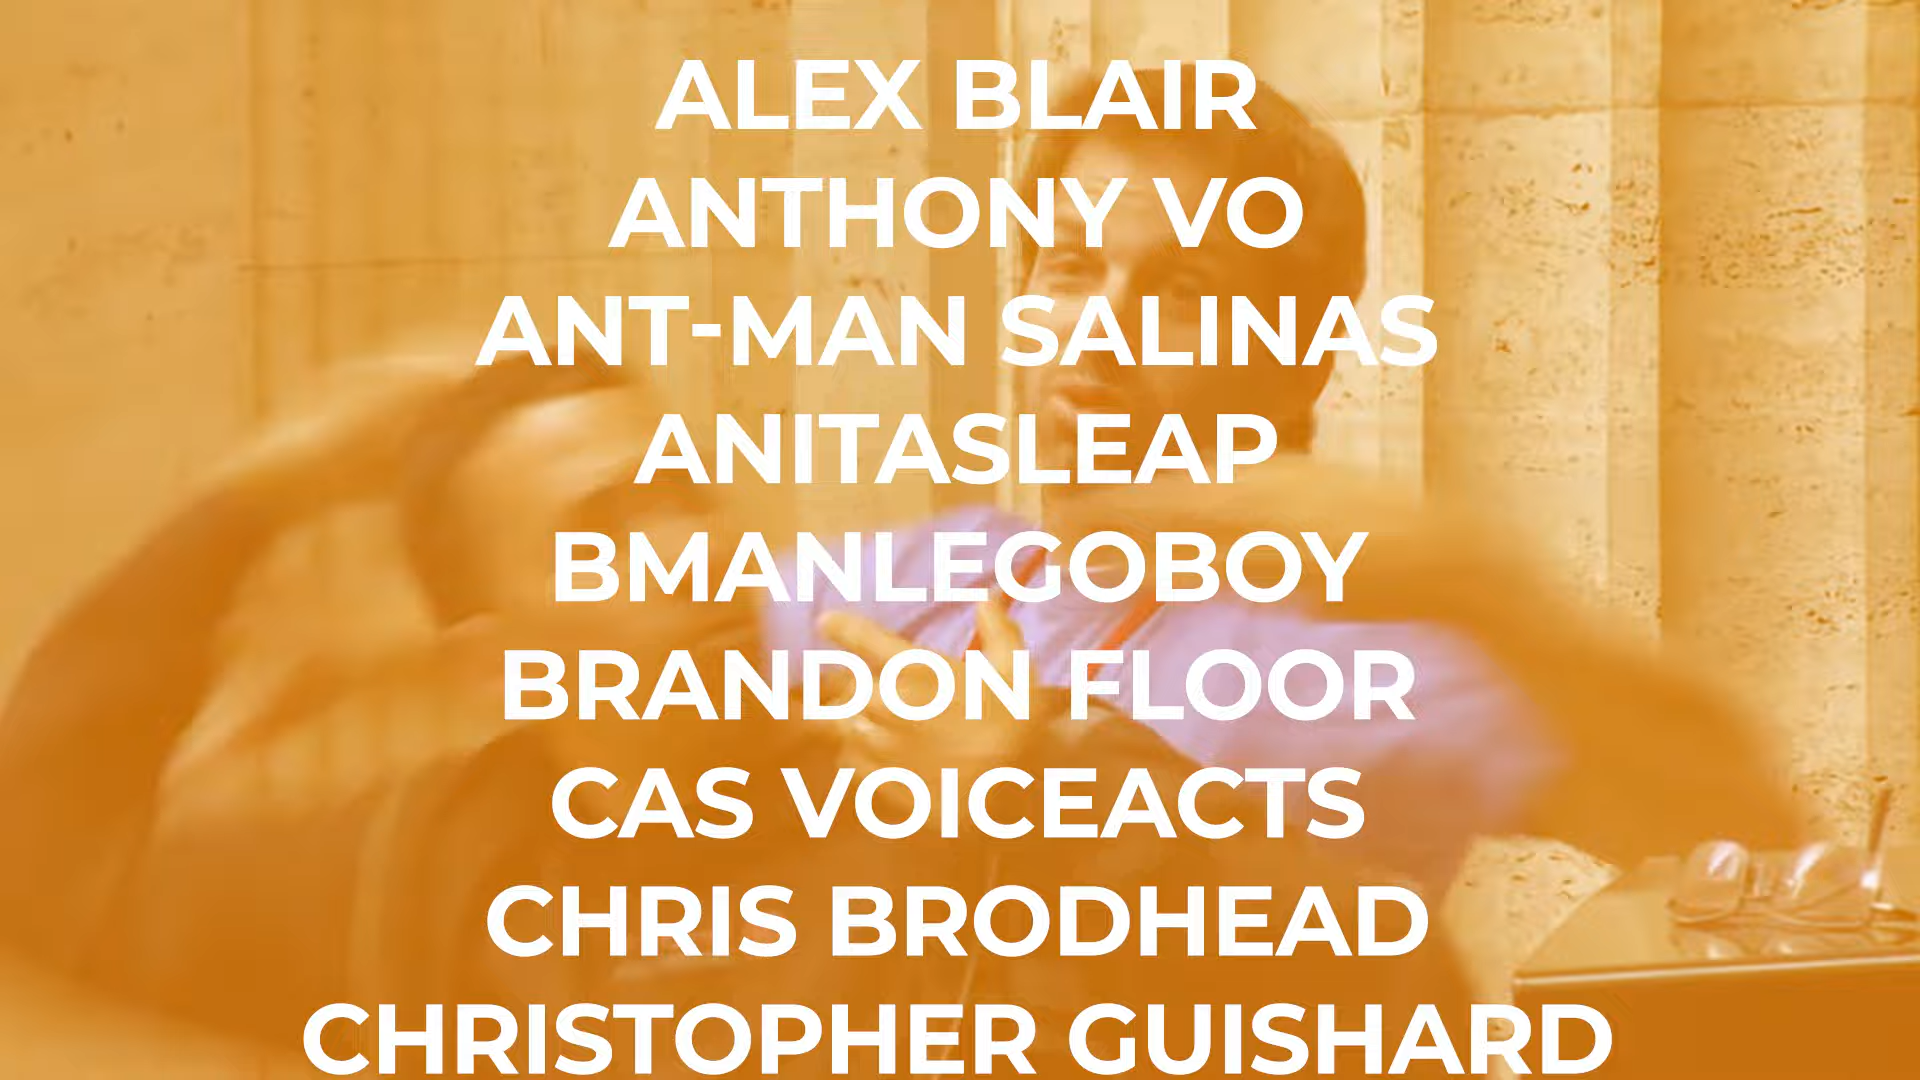 ALEX BLAIR
ANTHONY VO
ANT-MAN SALINAS
ANITASLEAP
BMANLEGOBOY
BRANDON FLOOR
CAS VOICEACTS
CHRIS BRODHEAD
CHRISTOPHER GUISHARD